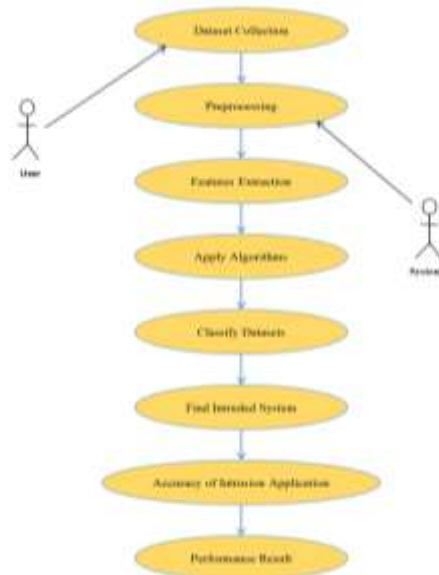 Dataset Collection
Preprocessing
User
Features Extraction
Apply Algorithms
Classify Datasets
Find Intruded System
Accuracy of Intrusion Application
Performance Result